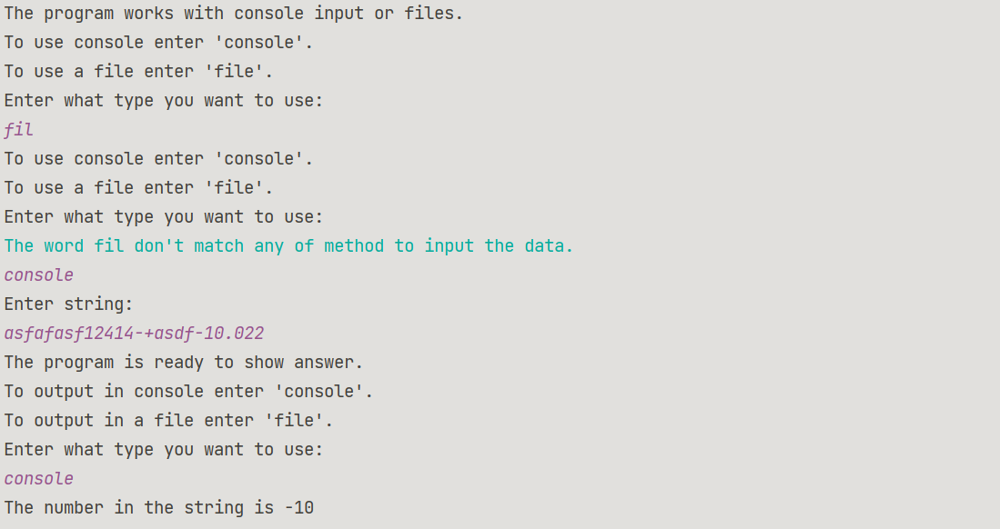 The program works with console input or files.
To use console enter 'console'.
To use a file enter 'file'.
Enter what type you want to use:
fil
To use console enter 'console'.
To use a file enter 'file'.
Enter what type you want to use:
The word fil don't match any of method to input the data.
console
Enter string:
asfafasf12414-+asdf-10.022
The program is ready to show answer.
To output in console enter 'console'.
To output in a file enter 'file'.
Enter what type you want to use:
console
The number in the string is -10